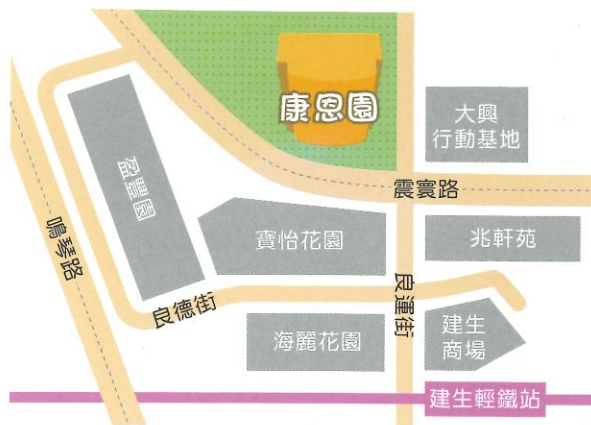 康恩園
大興
行動基地
震寰路
盈豐園
寶怡花園
兆軒苑
鳴琴路
良德街
良運街
海麗花園
建生
商場
建生輕鐵站